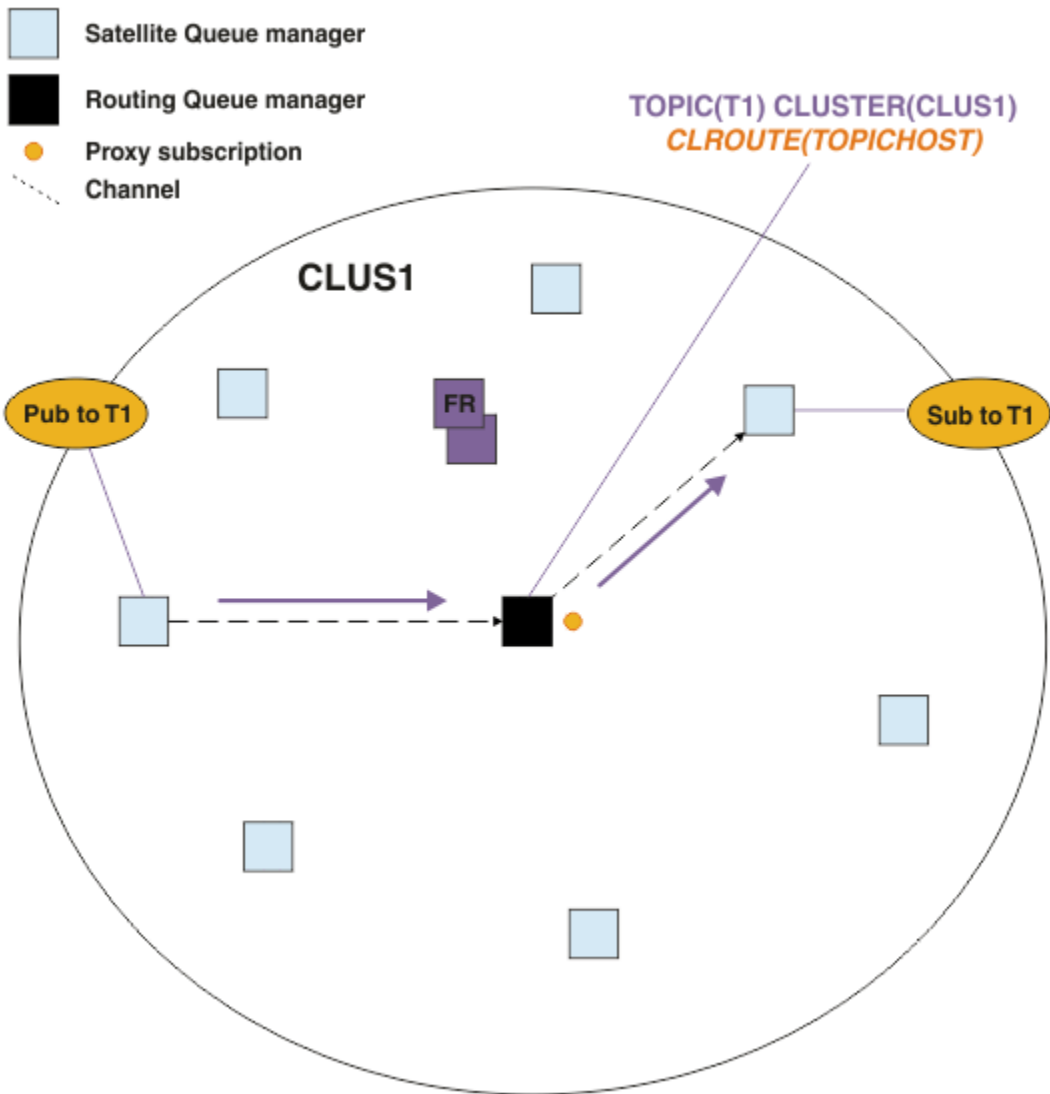 Satellite Queue manager
Routing Queue manager
Proxy subscription
Channel
TOPIC(T1) CLUSTER(CLUS1)
CLROUTE(TOPICHOST)
CLUS1
FR
Pub to T1
Sub to T1